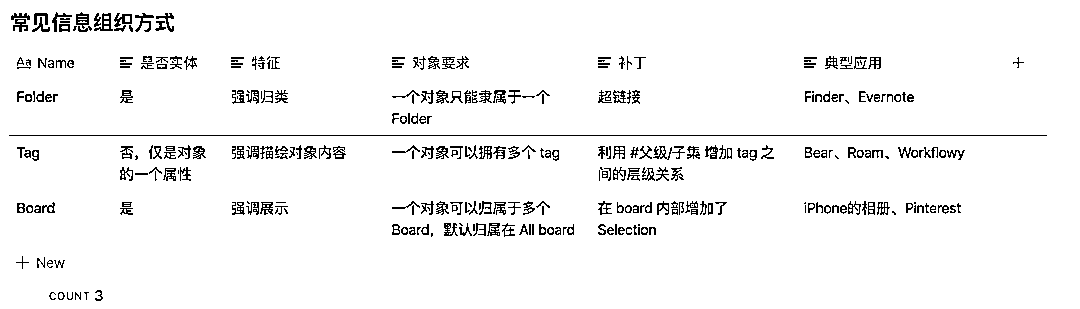 常见信息组织方式
Aa Name 是否实体 特征 对象要求 补丁 典型应用 +
Folder 是 强调归类 一个对象只能隶属于一个 超链接 Finder、Evernote
Folder
Tag 否，仅是对象 强调描绘对象内容 一个对象可以拥有多个 tag 利用 #父级/子集 增加 tag 之 Bear、Roam、Workflowy
的一个属性 间的层级关系
Board 是 强调展示 一个对象可以归属于多个 在 board 内部增加了 iPhone的相册、Pinterest
Board，默认归属在 All board Selection
+ New
COUNT 3